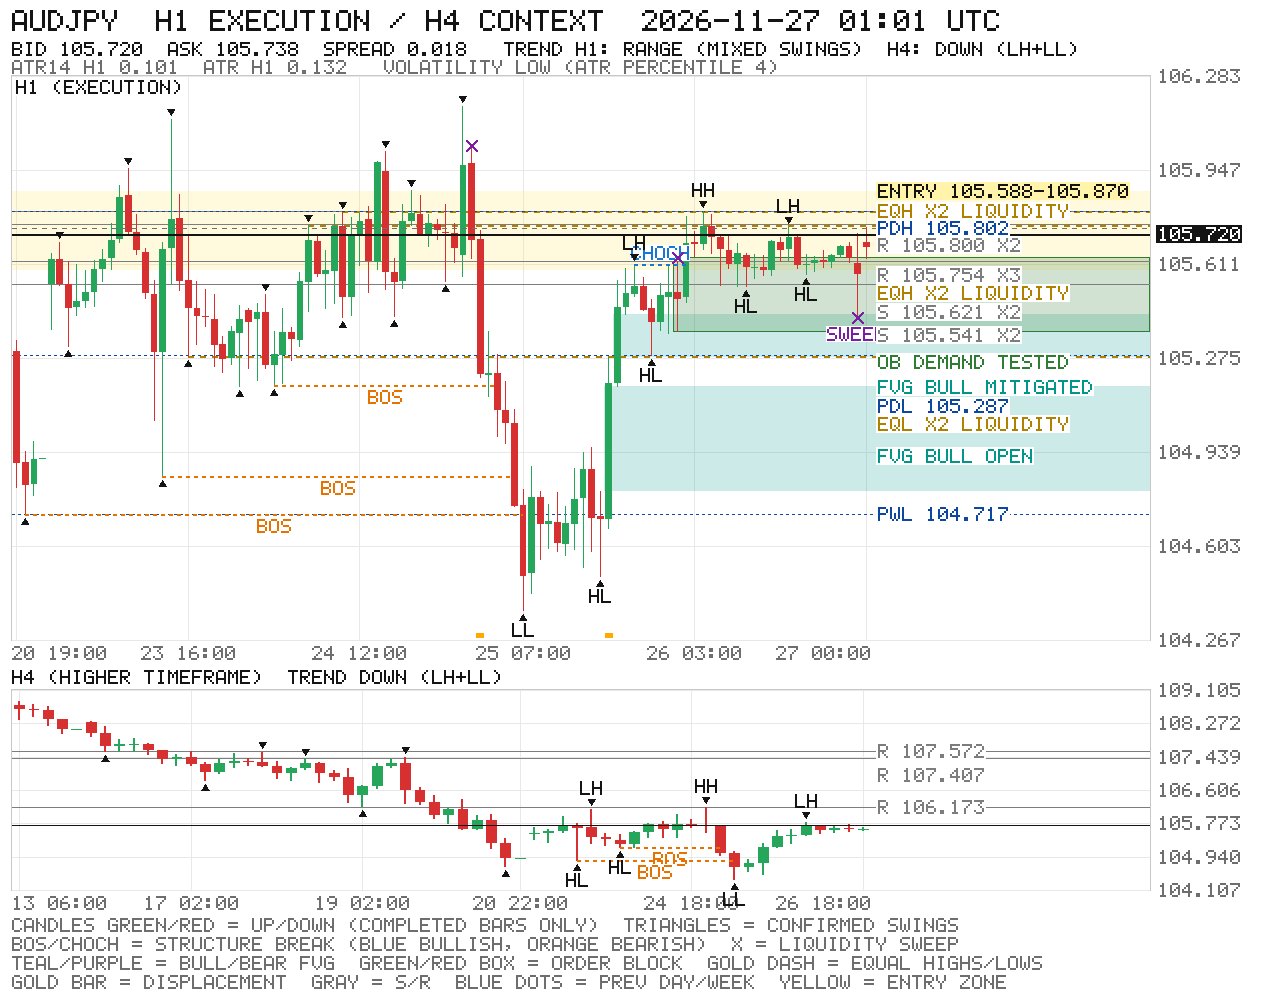 AUDJPY  H1 EXECUTION / H4 CONTEXT  2026-11-27 01:01 UTC
BID 105.720  ASK 105.738  SPREAD 0.018  TREND H1: RANGE (MIXED SWINGS)  H4: DOWN (LH+LL)
ATR14 H1 0.101  ATR H1 0.132  VOLATILITY LOW (ATR PERCENTILE 4)
H1 (EXECUTION)
106.283
105.947
HH
ENTRY 105.588-105.870
LH
EQH X2 LIQUIDITY
PDH 105.802
105.720
LH
R 105.800 X2
CHOCH
105.611
R 105.754 X3
HL
EQH X2 LIQUIDITY
HL
S 105.621 X2
SWEE
S 105.541 X2
105.275
OB DEMAND TESTED
HL
FVG BULL MITIGATED
BOS
PDL 105.287
EQL X2 LIQUIDITY
104.939
FVG BULL OPEN
BOS
PWL 104.717
BOS
104.603
HL
LL
104.267
20 19:00  23 16:00  24 12:00  25 07:00  26 03:00  27 00:00
H4 (HIGHER TIMEFRAME)  TREND DOWN (LH+LL)
109.105
108.272
R 107.572
107.439
R 107.407
106.606
LH
HH
LH
R 106.173
105.773
BOS
104.940
HL
BOS
HL
104.107
LL
13 06:00  17 02:00  19 02:00  20 22:00  24 18:00  26 18:00
CANDLES GREEN/RED = UP/DOWN (COMPLETED BARS ONLY)  TRIANGLES = CONFIRMED SWINGS
BOS/CHOCH = STRUCTURE BREAK (BLUE BULLISH, ORANGE BEARISH)  X = LIQUIDITY SWEEP
TEAL/PURPLE = BULL/BEAR FVG  GREEN/RED BOX = ORDER BLOCK  GOLD DASH = EQUAL HIGHS/LOWS
GOLD BAR = DISPLACEMENT  GRAY = S/R  BLUE DOTS = PREV DAY/WEEK  YELLOW = ENTRY ZONE